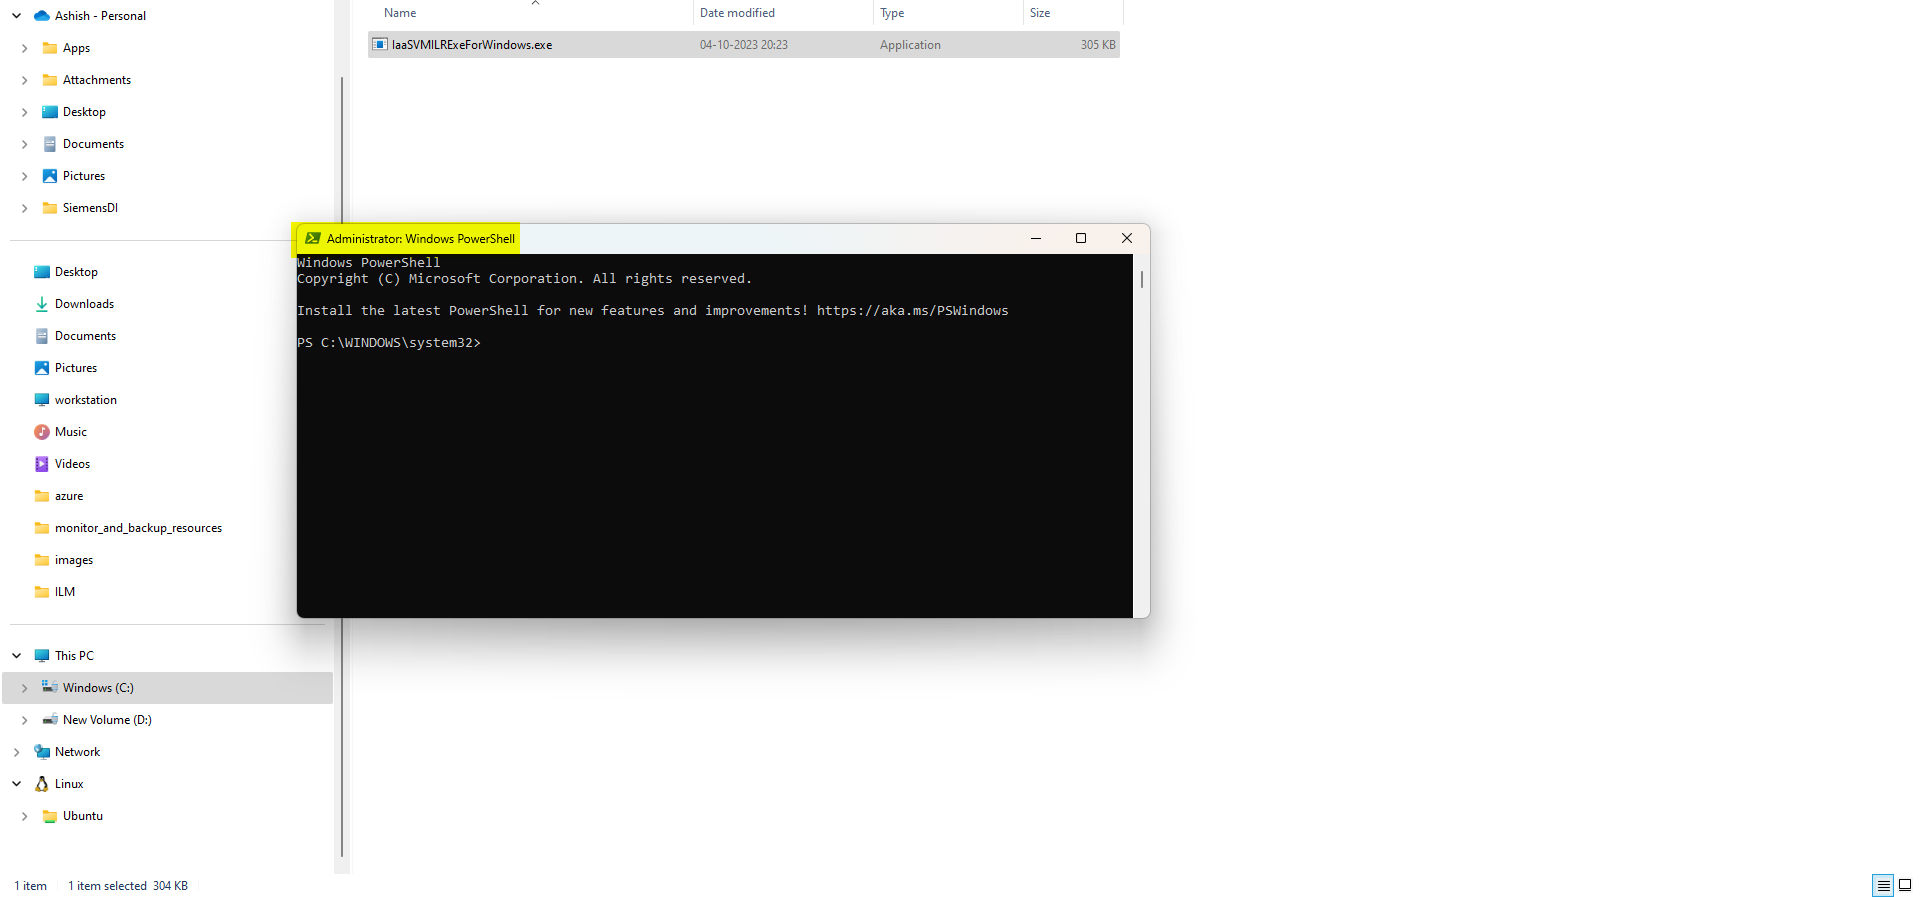 Ashish - Personal
Apps
Attachments
Desktop
Documents
Pictures
SiemensDI
Desktop
Downloads
Documents
Pictures
workstation
Music
Videos
azure
monitor_and_backup_resources
images
ILM
This PC
Windows (C:)
New Volume (D:)
Network
Linux
Ubuntu
Name Date modified Type Size
IaaSVMILRExeForWindows.exe 04-10-2023 20:23 Application 305 KB
Administrator: Windows PowerShell
Windows PowerShell
Copyright (C) Microsoft Corporation. All rights reserved.
Install the latest PowerShell for new features and improvements! https://aka.ms/PSWindows
PS C:\WINDOWS\system32>
1 item 1 item selected 304 KB